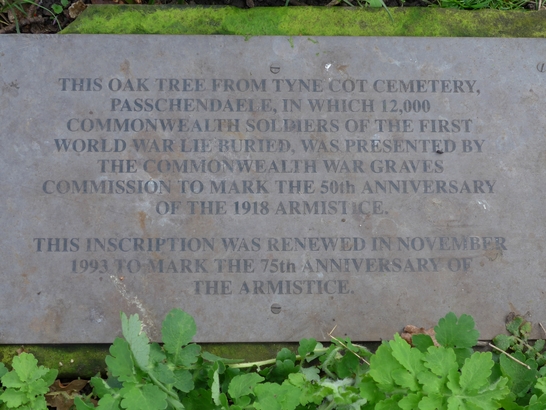 THIS OAK TREE FROM TYNE COT CEMETERY,
PASSCHENDAELE, IN WHICH 12,000
COMMONWEALTH SOLDIERS OF THE FIRST
WORLD WAR LIE BURIED, WAS PRESENTED BY
THE COMMONWEALTH WAR GRAVES
COMMISSION TO MARK THE 50th ANNIVERSARY
OF THE 1918 ARMISTICE.
THIS INSCRIPTION WAS RENEWED IN NOVEMBER
1993 TO MARK THE 75th ANNIVERSARY OF
THE ARMISTICE.